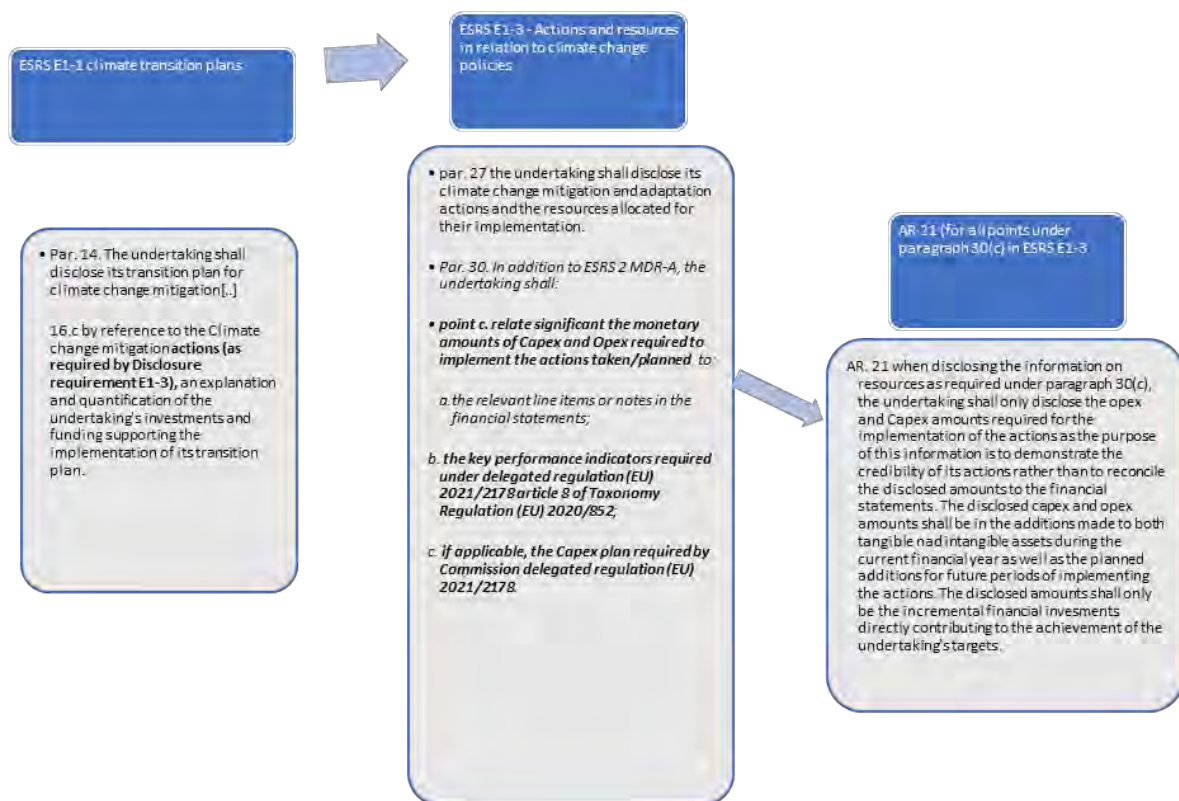 ESRS E1-1 climate transition plans
• Par. 14. The undertaking shall
disclose its transition plan for
climate change mitigation[..]
16.c by reference to the Climate
change mitigation actions (as
required by Disclosure
requirement E1-3), an explanation
and quantification of the
undertaking's investments and
funding supporting the
implementation of its transition
plan.
ESRS E1-3 - Actions and resources
in relation to climate change
policies
• par. 27 the undertaking shall disclose its
climate change mitigation and adaptation
actions and the resources allocated for
their implementation.
• Par. 30. In addition to ESRS 2 MDR-A, the
undertaking shall:
• point c. relate significant the monetary
amounts of Capex and Opex required to
implement the actions taken/planned to:
a. the relevant line items or notes in the
financial statements;
b. the key performance indicators required
under delegated regulation (EU)
2021/2178 article 8 of Taxonomy
Regulation (EU) 2020/852;
c. if applicable, the Capex plan required by
Commission delegated regulation (EU)
2021/2178.
AR 21 (for all points under
paragraph 30(c) in ESRS E1-3
AR. 21 when disclosing the information on
resources as required under paragraph 30(c),
the undertaking shall only disclose the opex
and Capex amounts required for the
implementation of the actions as the purpose
of this information is to demonstrate the
credibility of its actions rather than to reconcile
the disclosed amounts to the financial
statements. The disclosed capex and opex
amounts shall be in the additions made to both
tangible nad intangible assets during the
current financial year as well as the planned
additions for future periods of implementing
the actions. The disclosed amounts shall only
be the incremental financial invesments
directly contributing to the achievement of the
undertaking's targets.